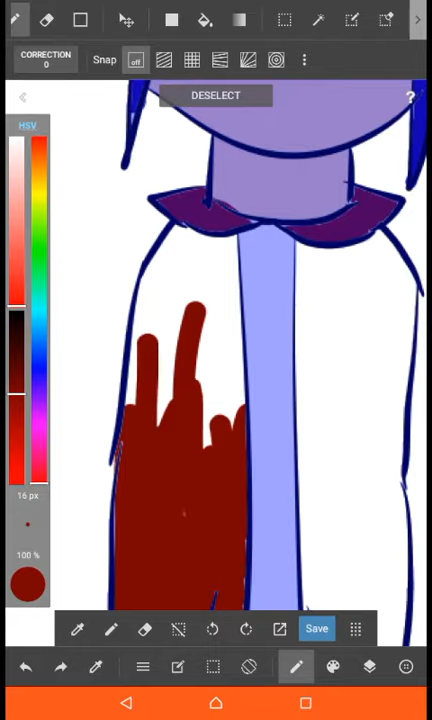 CORRECTION
0
Snap
off
DESELECT
?
HSV
16 px
100 %
Save